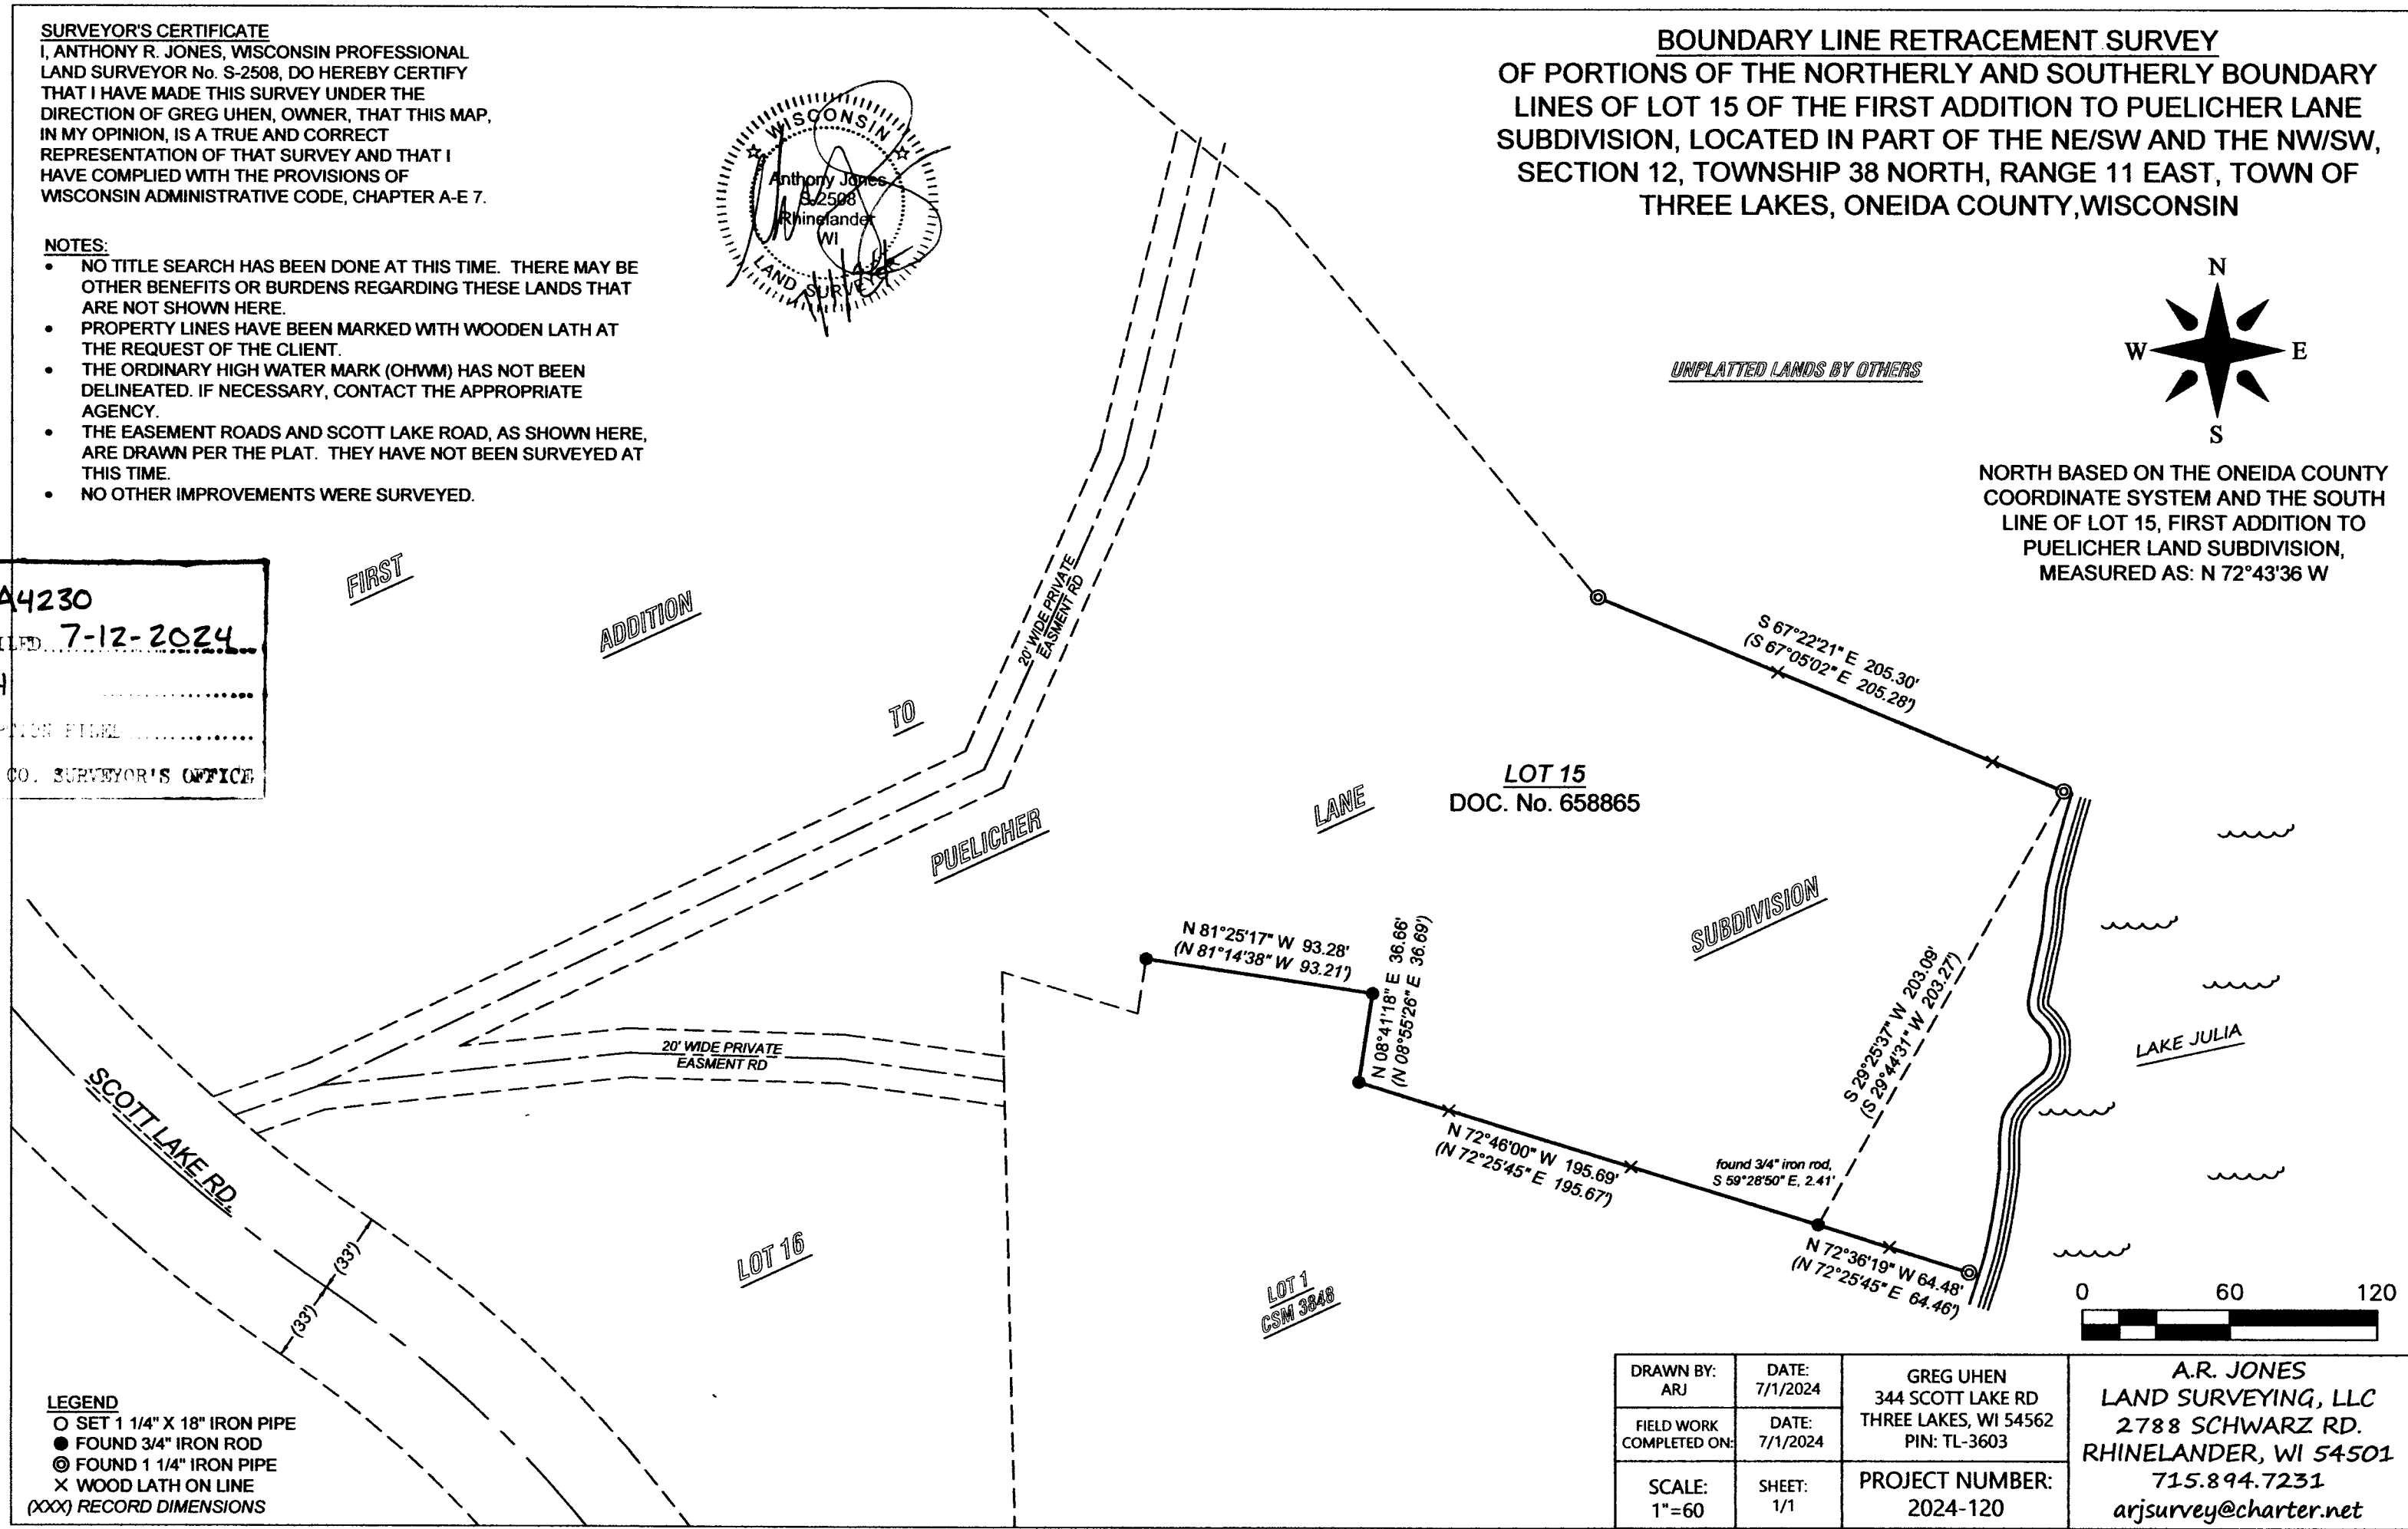 SURVEYOR'S CERTIFICATE
I, ANTHONY R. JONES, WISCONSIN PROFESSIONAL
LAND SURVEYOR No. S-2508, DO HEREBY CERTIFY
THAT I HAVE MADE THIS SURVEY UNDER THE
DIRECTION OF GREG UHEN, OWNER, THAT THIS MAP,
IN MY OPINION, IS A TRUE AND CORRECT
REPRESENTATION OF THAT SURVEY AND THAT I
HAVE COMPLIED WITH THE PROVISIONS OF
WISCONSIN ADMINISTRATIVE CODE, CHAPTER A-E 7.
NOTES:
• NO TITLE SEARCH HAS BEEN DONE AT THIS TIME. THERE MAY BE
OTHER BENEFITS OR BURDENS REGARDING THESE LANDS THAT
ARE NOT SHOWN HERE.
• PROPERTY LINES HAVE BEEN MARKED WITH WOODEN LATH AT
THE REQUEST OF THE CLIENT.
• THE ORDINARY HIGH WATER MARK (OHWM) HAS NOT BEEN
DELINEATED. IF NECESSARY, CONTACT THE APPROPRIATE
AGENCY.
• THE EASEMENT ROADS AND SCOTT LAKE ROAD, AS SHOWN HERE,
ARE DRAWN PER THE PLAT. THEY HAVE NOT BEEN SURVEYED AT
THIS TIME.
• NO OTHER IMPROVEMENTS WERE SURVEYED.
WISCONSIN
Anthony Jones
S-2508
Rhinelander
WI
LAND SURVEYOR
BOUNDARY LINE RETRACEMENT SURVEY
OF PORTIONS OF THE NORTHERLY AND SOUTHERLY BOUNDARY
LINES OF LOT 15 OF THE FIRST ADDITION TO PUELICHER LANE
SUBDIVISION, LOCATED IN PART OF THE NE/SW AND THE NW/SW,
SECTION 12, TOWNSHIP 38 NORTH, RANGE 11 EAST, TOWN OF
THREE LAKES, ONEIDA COUNTY,WISCONSIN
N
W E
S
NORTH BASED ON THE ONEIDA COUNTY
COORDINATE SYSTEM AND THE SOUTH
LINE OF LOT 15, FIRST ADDITION TO
PUELICHER LAND SUBDIVISION,
MEASURED AS: N 72°43'36 W
UNPLATTED LANDS BY OTHERS
A4230
7-12-2024
CO. SURVEYOR'S OFFICE
FIRST
ADDITION
TO
PUELICHER
LANE
SUBDIVISION
20' WIDE PRIVATE
EASMENT RD
S 67°22'21" E 205.30'
(S 67°05'02" E 205.28')
LOT 15
DOC. No. 658865
N 81°25'17" W 93.28'
(N 81°14'38" W 93.21')
N 08°41'18" E 36.66'
(N 08°55'26" E 36.69')
S 29°25'37" W 203.09'
(S 29°44'31" W 203.27')
LAKE JULIA
20' WIDE PRIVATE
EASMENT RD
SCOTT LAKE RD.
(33')
(33')
N 72°46'00" W 195.69'
(N 72°25'45" E 195.67')
found 3/4" iron rod,
S 59°28'50" E, 2.41'
N 72°36'19" W 64.48'
(N 72°25'45" E 64.46')
LOT 16
LOT 1
CSM 3848
0 60 120
LEGEND
O SET 1 1/4" X 18" IRON PIPE
● FOUND 3/4" IRON ROD
◎ FOUND 1 1/4" IRON PIPE
X WOOD LATH ON LINE
(XXX) RECORD DIMENSIONS
DRAWN BY:
ARJ
DATE:
7/1/2024
FIELD WORK
COMPLETED ON:
DATE:
7/1/2024
SCALE:
1"=60
SHEET:
1/1
GREG UHEN
344 SCOTT LAKE RD
THREE LAKES, WI 54562
PIN: TL-3603
PROJECT NUMBER:
2024-120
A.R. JONES
LAND SURVEYING, LLC
2788 SCHWARZ RD.
RHINELANDER, WI 54501
715.894.7231
arjsurvey@charter.net